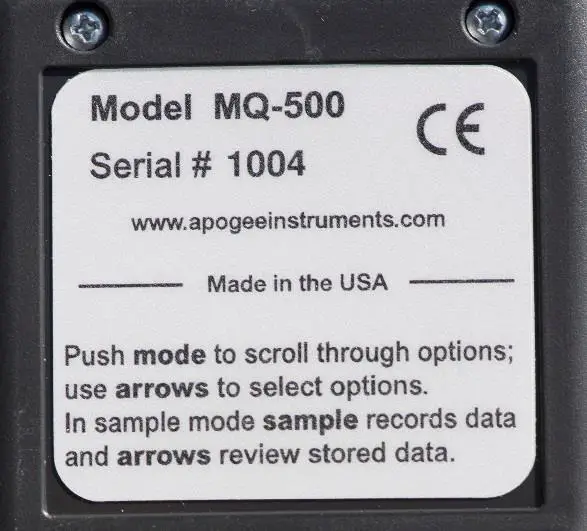 Model MQ-500
CE
Serial # 1004
www.apogeeinstruments.com
Made in the USA
Push mode to scroll through options;
use arrows to select options.
In sample mode sample records data
and arrows review stored data.